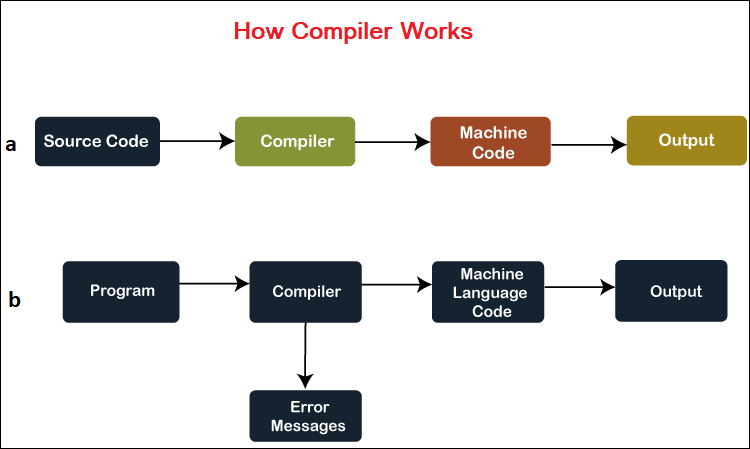 How Compiler Works
a
Source Code
Compiler
Machine
Code
Output
b
Program
Compiler
Machine
Language
Code
Output
Error
Messages